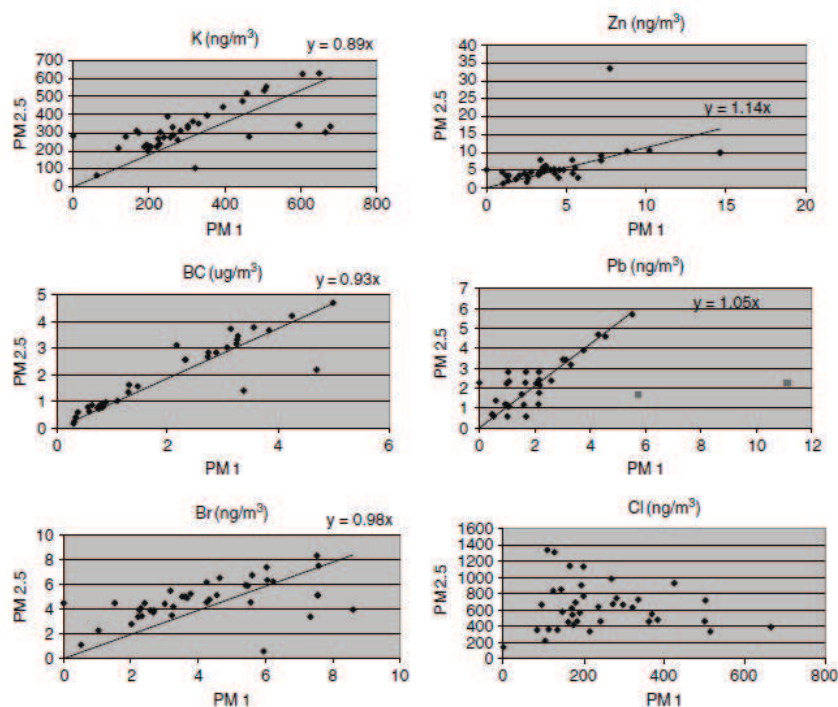 K (ng/m³)
y = 0.89x
PM 2.5
700
600
500
400
300
200
100
0
0 200 400 600 800
PM 1
Zn (ng/m³)
y = 1.14x
PM 2.5
40
35
30
25
20
15
10
5
0
0 5 10 15 20
PM 1
BC (ug/m³)
y = 0.93x
PM 2.5
5
4
3
2
1
0
0 2 4 6
PM 1
Pb (ng/m³)
y = 1.05x
PM 2.5
7
6
5
4
3
2
1
0
0 2 4 6 8 10 12
PM 1
Br (ng/m³)
y = 0.98x
PM 2.5
10
8
6
4
2
0
0 2 4 6 8 10
PM 1
Cl (ng/m³)
PM 2.5
1600
1400
1200
1000
800
600
400
200
0
0 200 400 600 800
PM 1